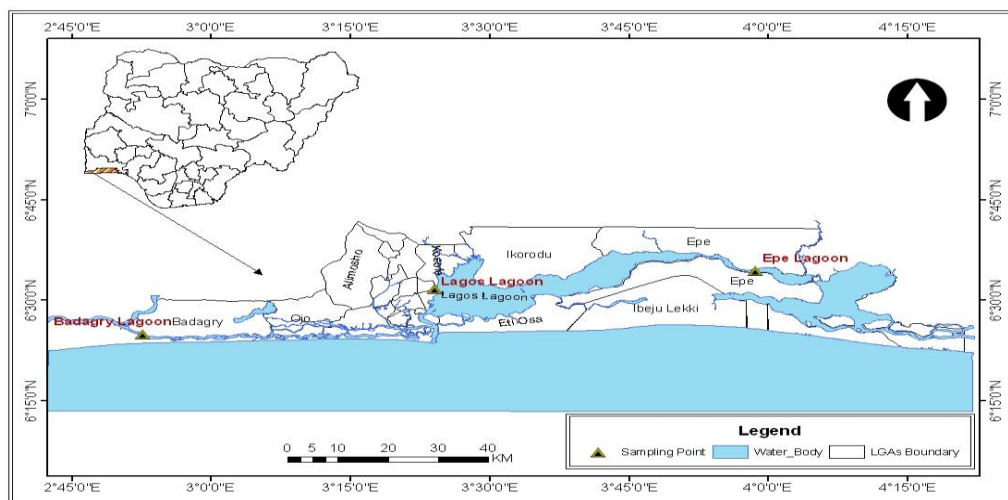 2°45'0"E 3°0'0"E 3°15'0"E 3°30'0"E 3°45'0"E 4°0'0"E 4°15'0"E
7°0'0"N 7°0'0"N
6°45'0"N 6°45'0"N
6°30'0"N 6°30'0"N
6°15'0"N 6°15'0"N
Ikorodu
Epe
Epe Lagoon
Epe
Alimosho
Kosofe
Lagos Lagoon
Lagos Lagoon
Ibeju Lekki
Eti Osa
Ojo
Badagry Lagoon
Badagry
0 5 10 20 30 40
KM
Legend
Sampling Point
Water_Body
LGAs Boundary
2°45'0"E 3°0'0"E 3°15'0"E 3°30'0"E 3°45'0"E 4°0'0"E 4°15'0"E